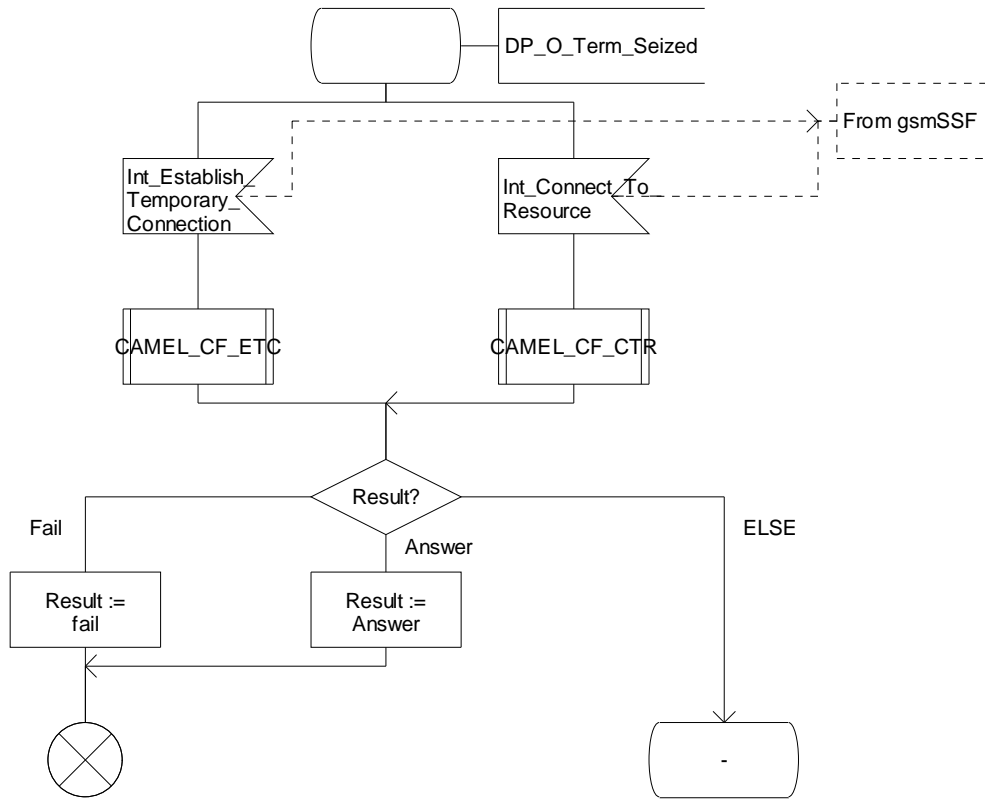 DP_O_Term_Seized
From gsmSSF
Int_Establish_
Temporary_
Connection
Int_Connect_To_
Resource
CAMEL_CF_ETC
CAMEL_CF_CTR
Result?
Fail
Answer
ELSE
Result :=
fail
Result :=
Answer
-